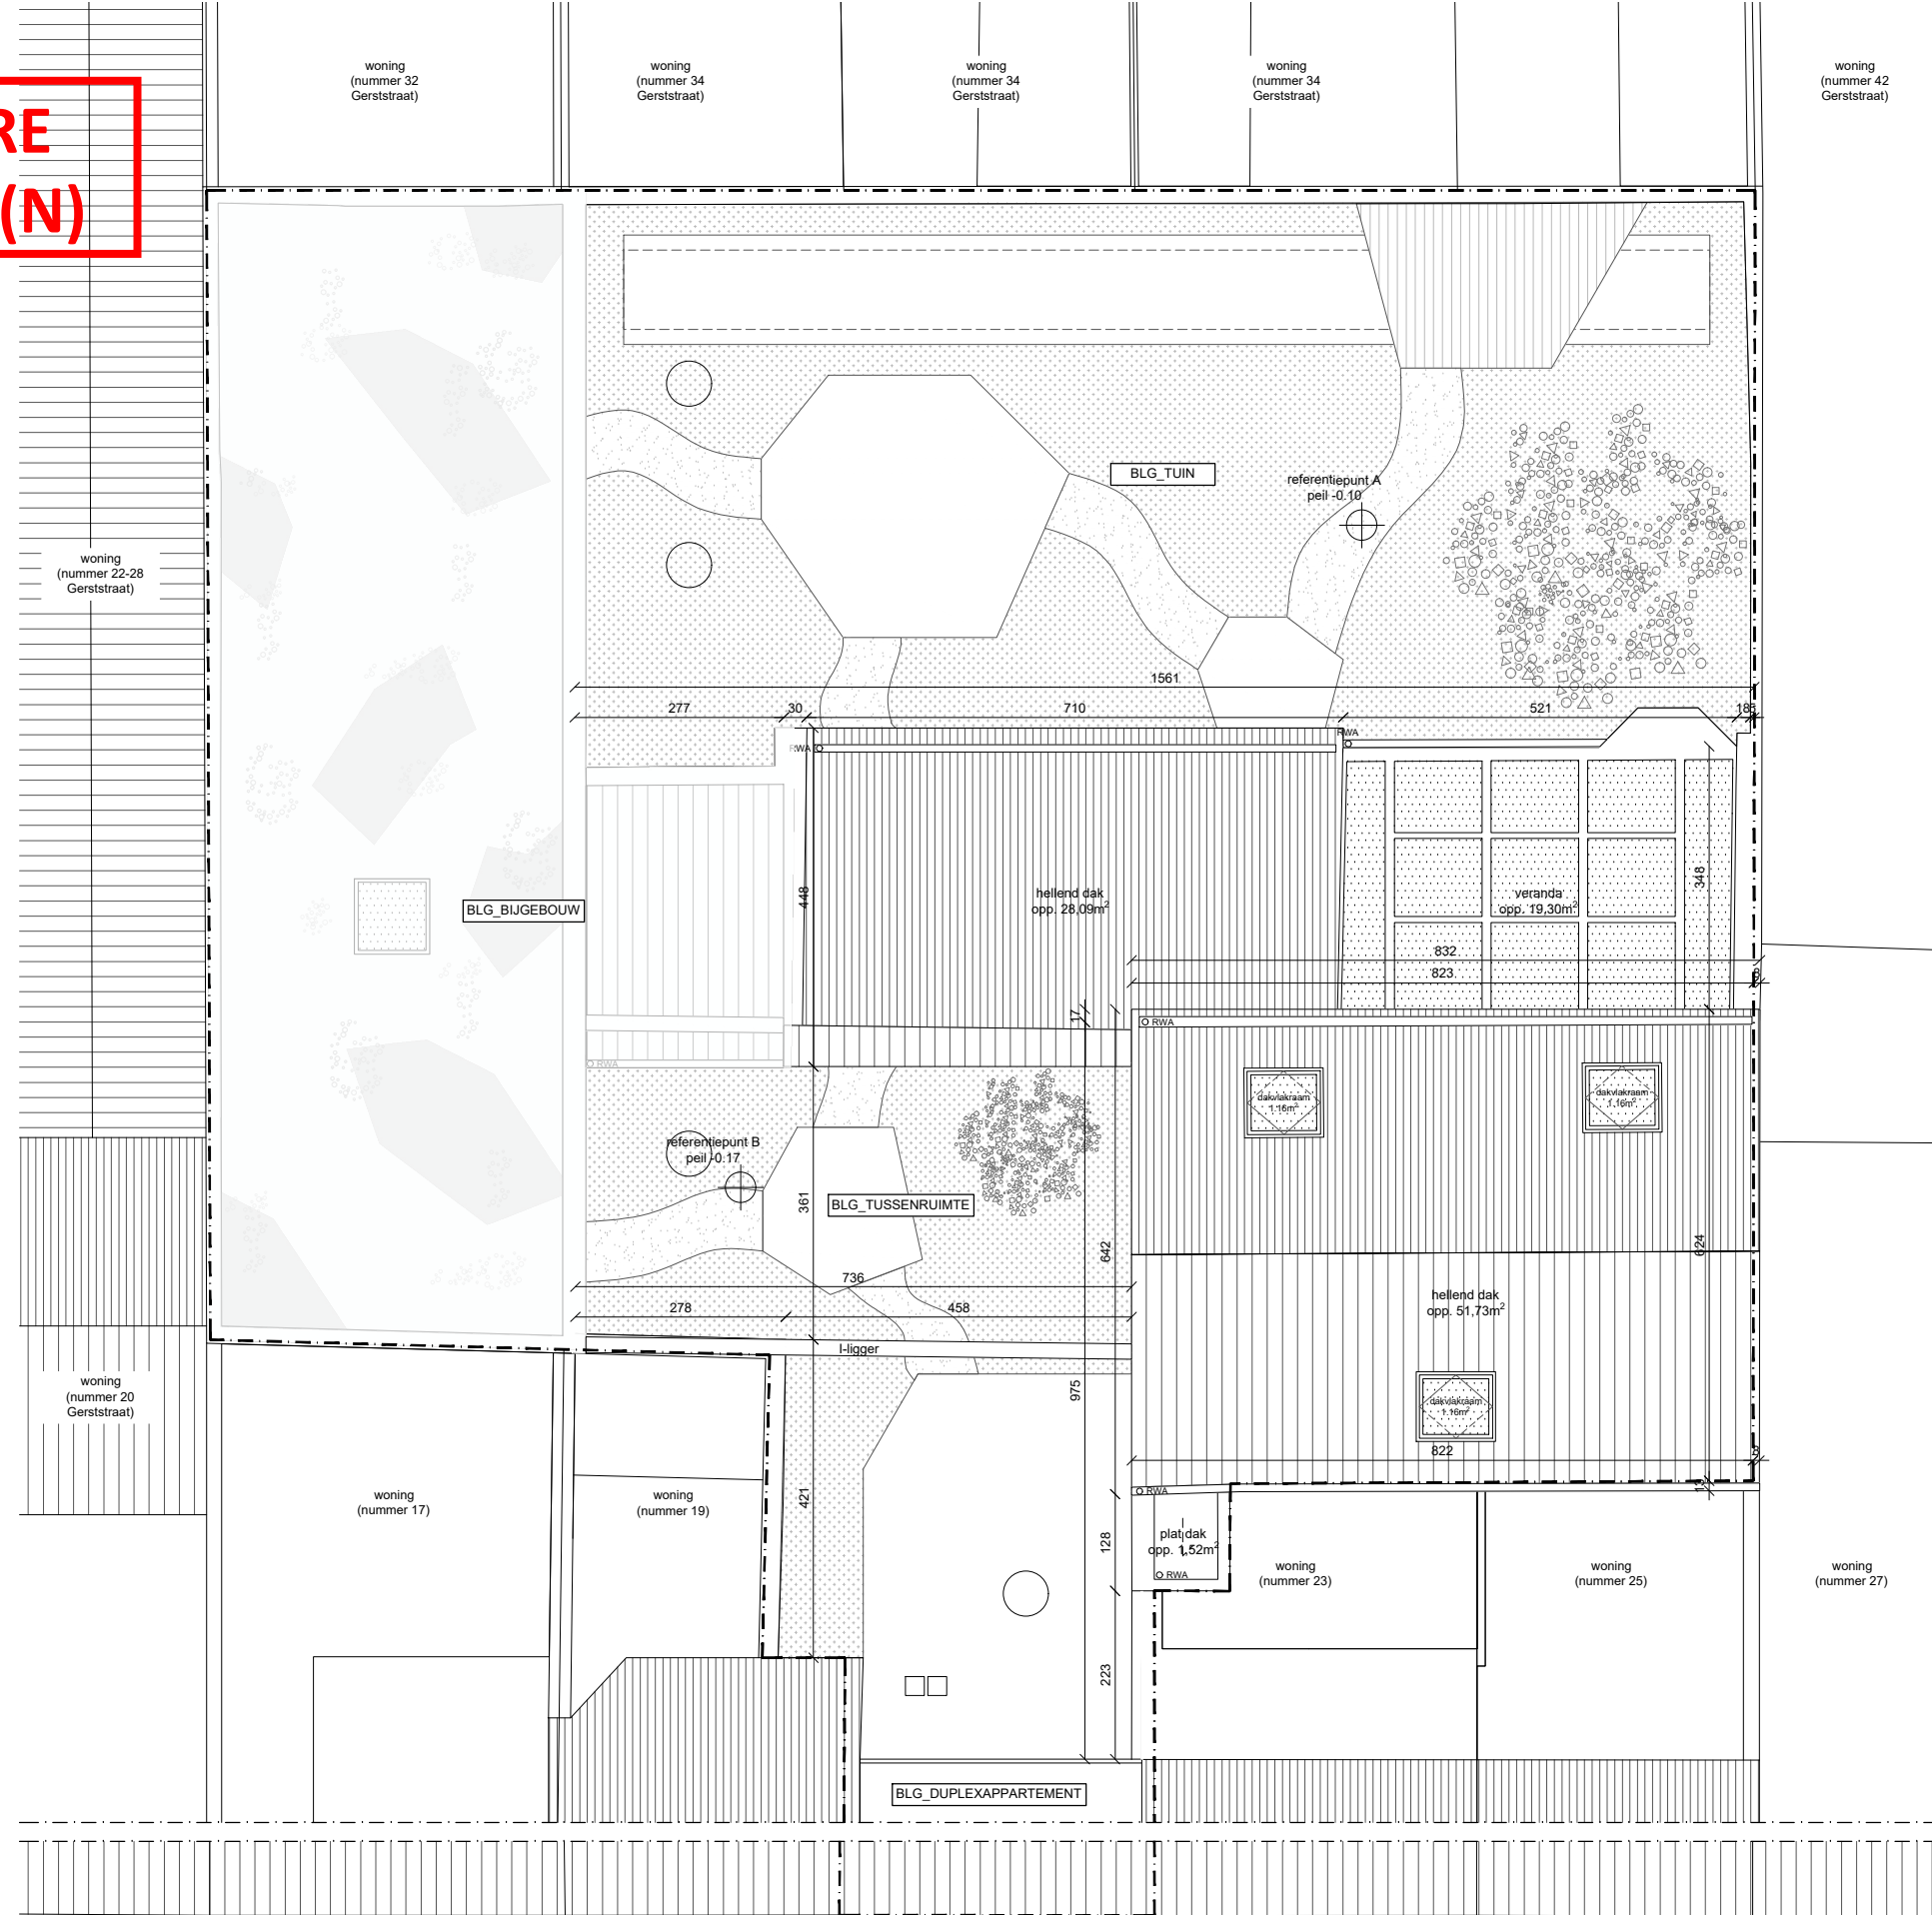 woning
(nummer 32
Gerststraat)
woning
(nummer 34
Gerststraat)
woning
(nummer 34
Gerststraat)
woning
(nummer 34
Gerststraat)
woning
(nummer 42
Gerststraat)
RE
(N)
BLG_TUIN
referentiepunt A
peil -0.10
woning
(nummer 22-28
Gerststraat)
1561
277
30
710
521
18
RWA
RWA
448
hellend dak
opp. 28,09m²
veranda
opp. 19,30m²
348
BLG_BIJGEBOUW
832
823
8
17
RWA
RWA
dakvlakraam
1.16m²
dakvlakraam
1.16m²
referentiepunt B
peil -0.17
361
BLG_TUSSENRUIMTE
642
624
736
278
458
hellend dak
opp. 51,73m²
I-ligger
975
woning
(nummer 20
Gerststraat)
dakvlakraam
1.16m²
822
8
421
RWA
13
woning
(nummer 17)
woning
(nummer 19)
128
plat dak
opp. 1,52m²
RWA
woning
(nummer 23)
woning
(nummer 25)
woning
(nummer 27)
223
BLG_DUPLEXAPPARTEMENT